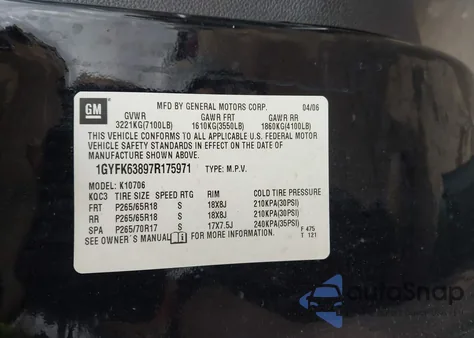 GM
MFD BY GENERAL MOTORS CORP. 04/06
GVWR GAWR FRT GAWR RR
3221KG(7100LB) 1610KG(3550LB) 1860KG(4100LB)
THIS VEHICLE CONFORMS TO ALL APPLICABLE U.S. FEDERAL MOTOR
VEHICLE SAFETY STANDARDS IN EFFECT ON THE DATE OF
MANUFACTURE SHOWN ABOVE.
1GYFK63897R175971 TYPE: M.P.V.
MODEL: K10706
KQC3 TIRE SIZE SPEED RTG RIM COLD TIRE PRESSURE
FRT P265/65R18 S 18X8J 210KPA(30PSI)
RR P265/65R18 S 18X8J 210KPA(30PSI)
SPA P265/70R17 S 17X7.5J 240KPA(35PSI)
SEE OWNER'S MANUAL FOR MORE INFORMATION. F 475
T 121
autoSnap